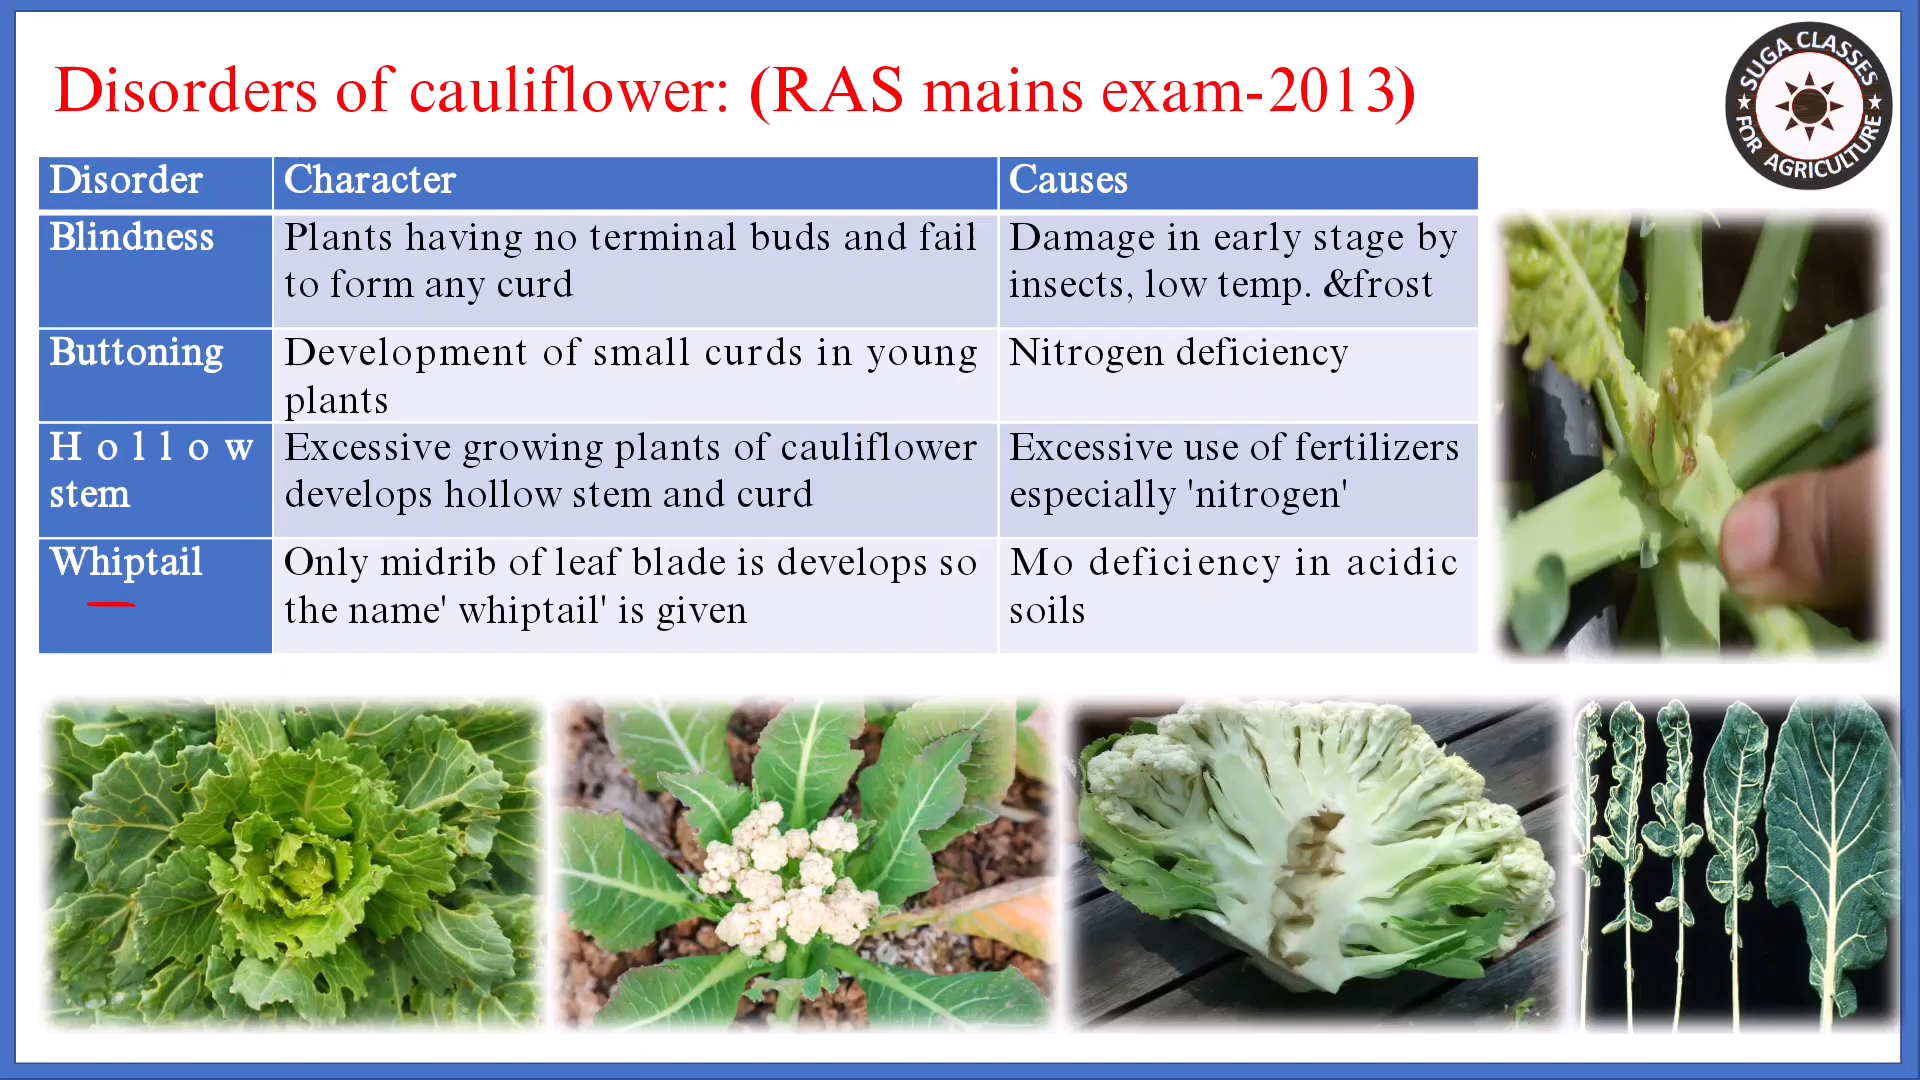 Disorders of cauliflower: (RAS mains exam-2013)
SUGA CLASSES
FOR AGRICULTURE
Disorder
Character
Causes
Blindness
Plants having no terminal buds and fail
to form any curd
Damage in early stage by
insects, low temp. &frost
Buttoning
Development of small curds in young
plants
Nitrogen deficiency
Hollow
stem
Excessive growing plants of cauliflower
develops hollow stem and curd
Excessive use of fertilizers
especially 'nitrogen'
Whiptail
Only midrib of leaf blade is develops so
the name' whiptail' is given
Mo deficiency in acidic
soils